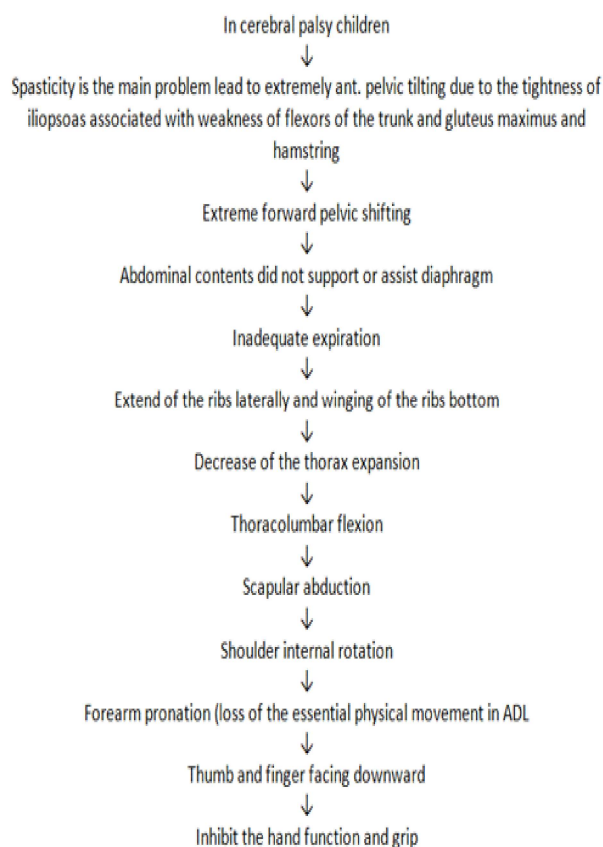 In cerebral palsy children
↓
Spasticity is the main problem lead to extremely ant. pelvic tilting due to the tightness of
iliopsoas associated with weakness of flexors of the trunk and gluteus maximus and
hamstring
↓
Extreme forward pelvic shifting
↓
Abdominal contents did not support or assist diaphragm
↓
Inadequate expiration
↓
Extend of the ribs laterally and winging of the ribs bottom
↓
Decrease of the thorax expansion
↓
Thoracolumbar flexion
↓
Scapular abduction
↓
Shoulder internal rotation
↓
Forearm pronation (loss of the essential physical movement in ADL
↓
Thumb and finger facing downward
↓
Inhibit the hand function and grip